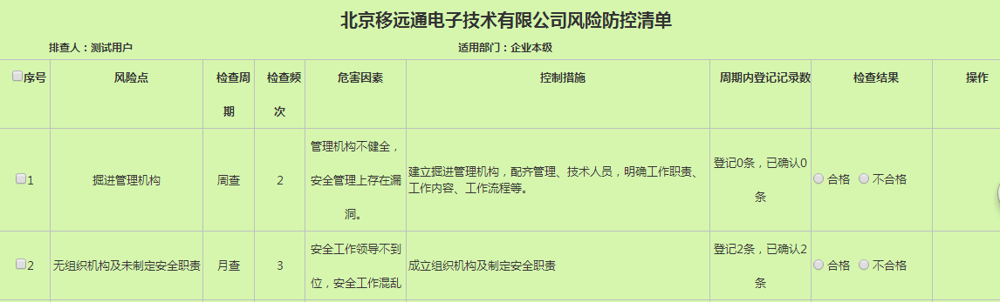 北京移远通电子技术有限公司风险防控清单
排查人：测试用户 适用部门：企业本级
序号 风险点 检查周期 检查频次 危害因素 控制措施 周期内登记记录数 检查结果 操作
1 掘进管理机构 周查 2 管理机构不健全，安全管理上存在漏洞。 建立掘进管理机构，配齐管理、技术人员，明确工作职责、工作内容、工作流程等。 登记0条，已确认0条 合格 不合格
2 无组织机构及未制定安全职责 月查 3 安全工作领导不到位，安全工作混乱 成立组织机构及制定安全职责 登记2条，已确认2条 合格 不合格